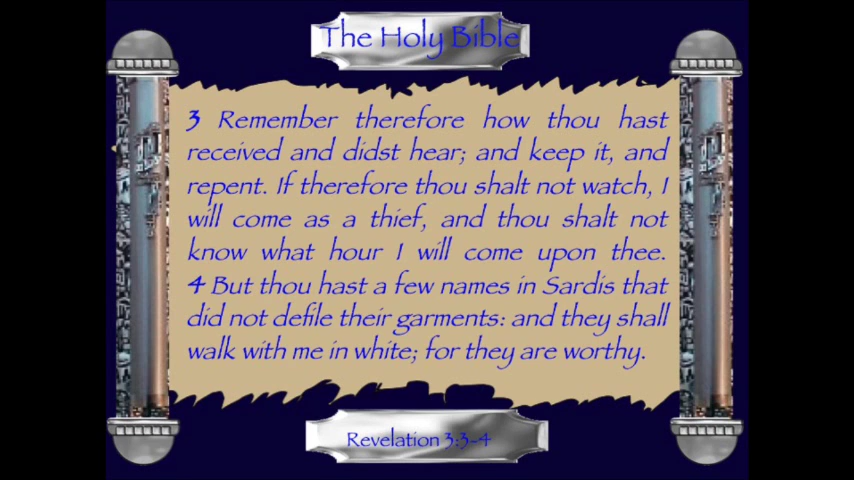 The Holy Bible
3 Remember therefore how thou hast
received and didst hear; and keep it, and
repent. If therefore thou shalt not watch, I
will come as a thief, and thou shalt not
know what hour I will come upon thee.
4 But thou hast a few names in Sardis that
did not defile their garments: and they shall
walk with me in white; for they are worthy.
Revelation 3:3-4